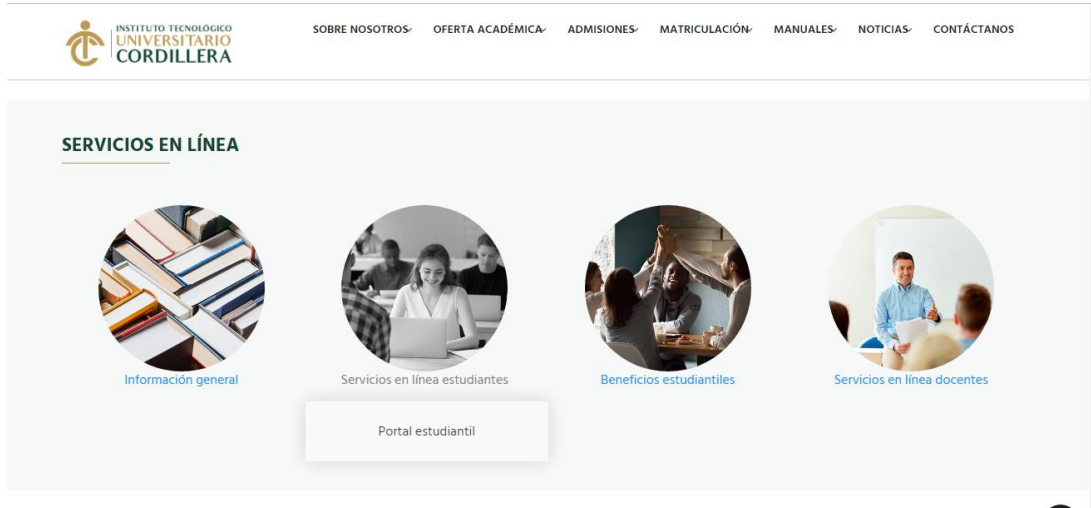 INSTITUTO TECNOLÓGICO
UNIVERSITARIO
CORDILLERA
SOBRE NOSOTROS OFERTA ACADÉMICA ADMISIONES MATRICULACIÓN MANUALES NOTICIAS CONTÁCTANOS
SERVICIOS EN LÍNEA
Información general
Servicios en línea estudiantes
Beneficios estudiantiles
Servicios en línea docentes
Portal estudiantil